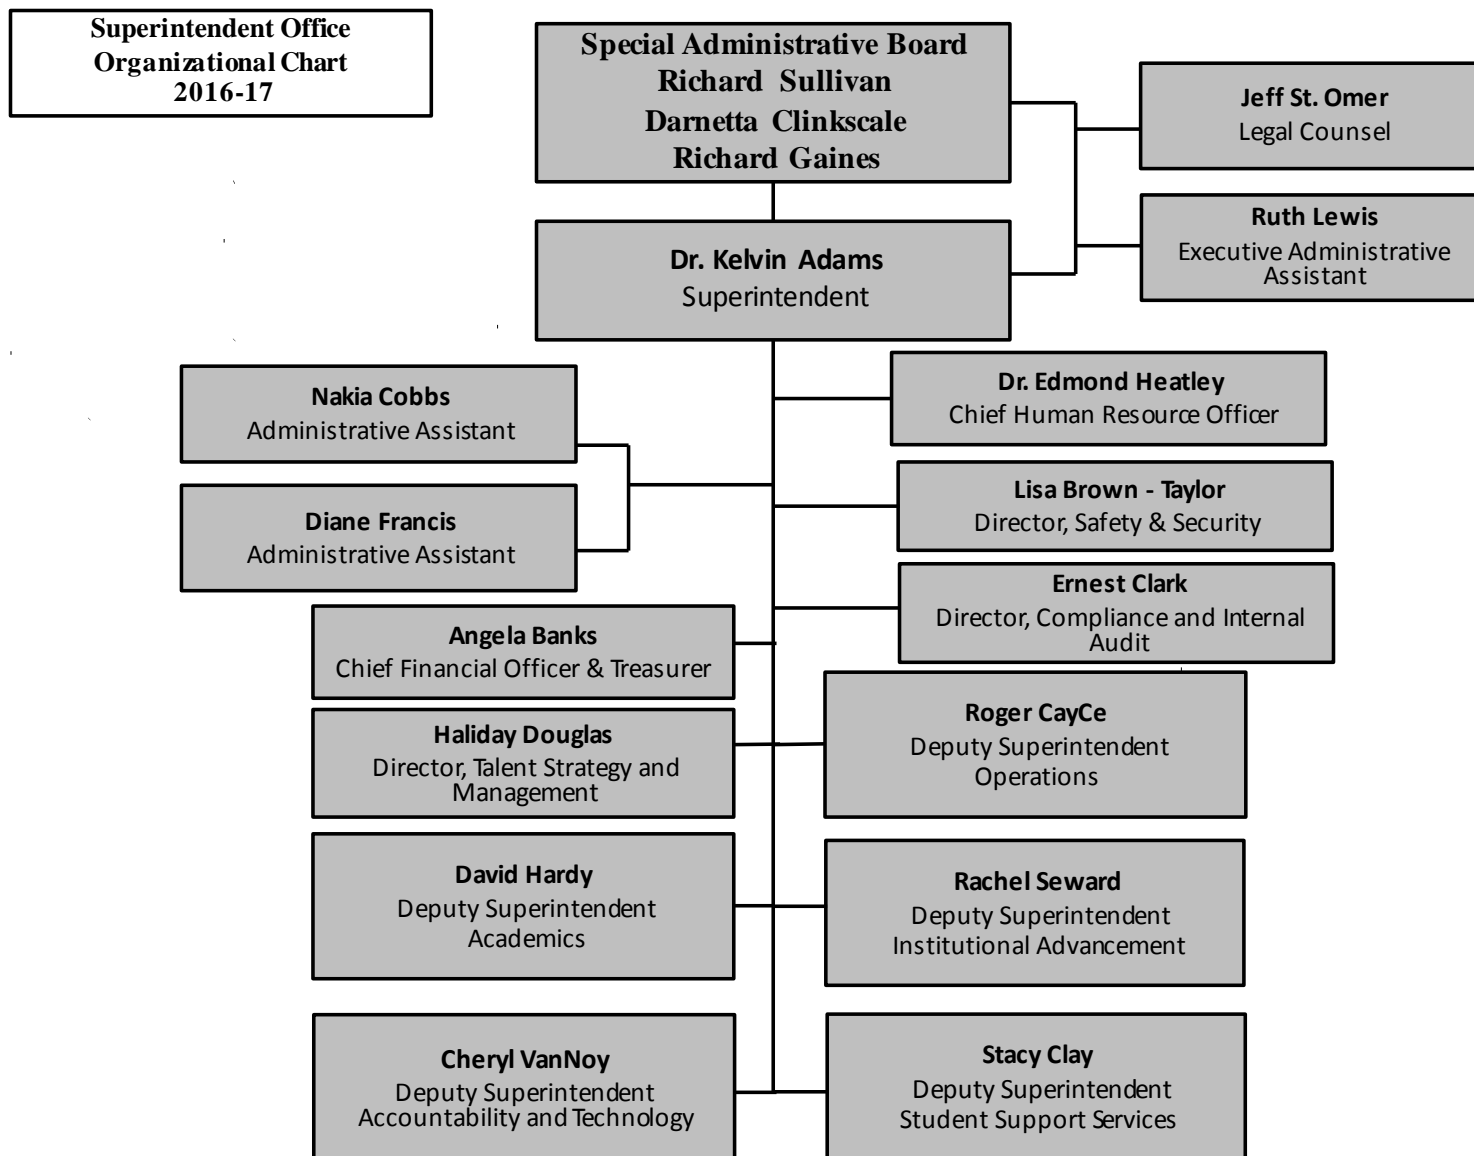 Superintendent Office
Organizational Chart
2016-17
Special Administrative Board
Richard Sullivan
Darnetta Clinkscale
Richard Gaines
Jeff St. Omer
Legal Counsel
Ruth Lewis
Executive Administrative
Assistant
Dr. Kelvin Adams
Superintendent
Nakia Cobbs
Administrative Assistant
Dr. Edmond Heatley
Chief Human Resource Officer
Diane Francis
Administrative Assistant
Lisa Brown - Taylor
Director, Safety & Security
Ernest Clark
Director, Compliance and Internal
Audit
Angela Banks
Chief Financial Officer & Treasurer
Haliday Douglas
Director, Talent Strategy and
Management
Roger CayCe
Deputy Superintendent
Operations
David Hardy
Deputy Superintendent
Academics
Rachel Seward
Deputy Superintendent
Institutional Advancement
Cheryl VanNoy
Deputy Superintendent
Accountability and Technology
Stacy Clay
Deputy Superintendent
Student Support Services